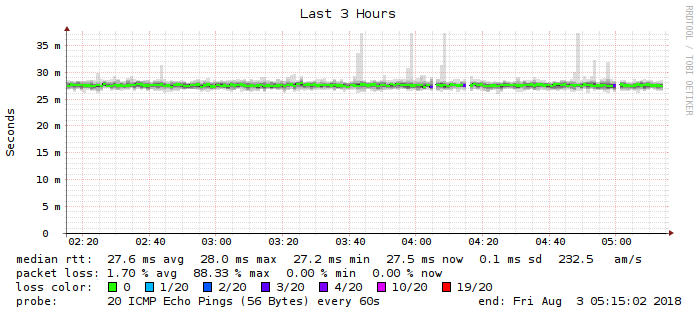 Last 3 Hours
RRDTOOL / TOBI OETIKER
Seconds
35 m
30 m
25 m
20 m
15 m
10 m
5 m
0
02:20 02:40 03:00 03:20 03:40 04:00 04:20 04:40 05:00
median rtt: 27.6 ms avg 28.0 ms max 27.2 ms min 27.5 ms now 0.1 ms sd 232.5 am/s
packet loss: 1.70 % avg 88.33 % max 0.00 % min 0.00 % now
loss color: 0 1/20 2/20 3/20 4/20 10/20 19/20
probe: 20 ICMP Echo Pings (56 Bytes) every 60s end: Fri Aug 3 05:15:02 2018